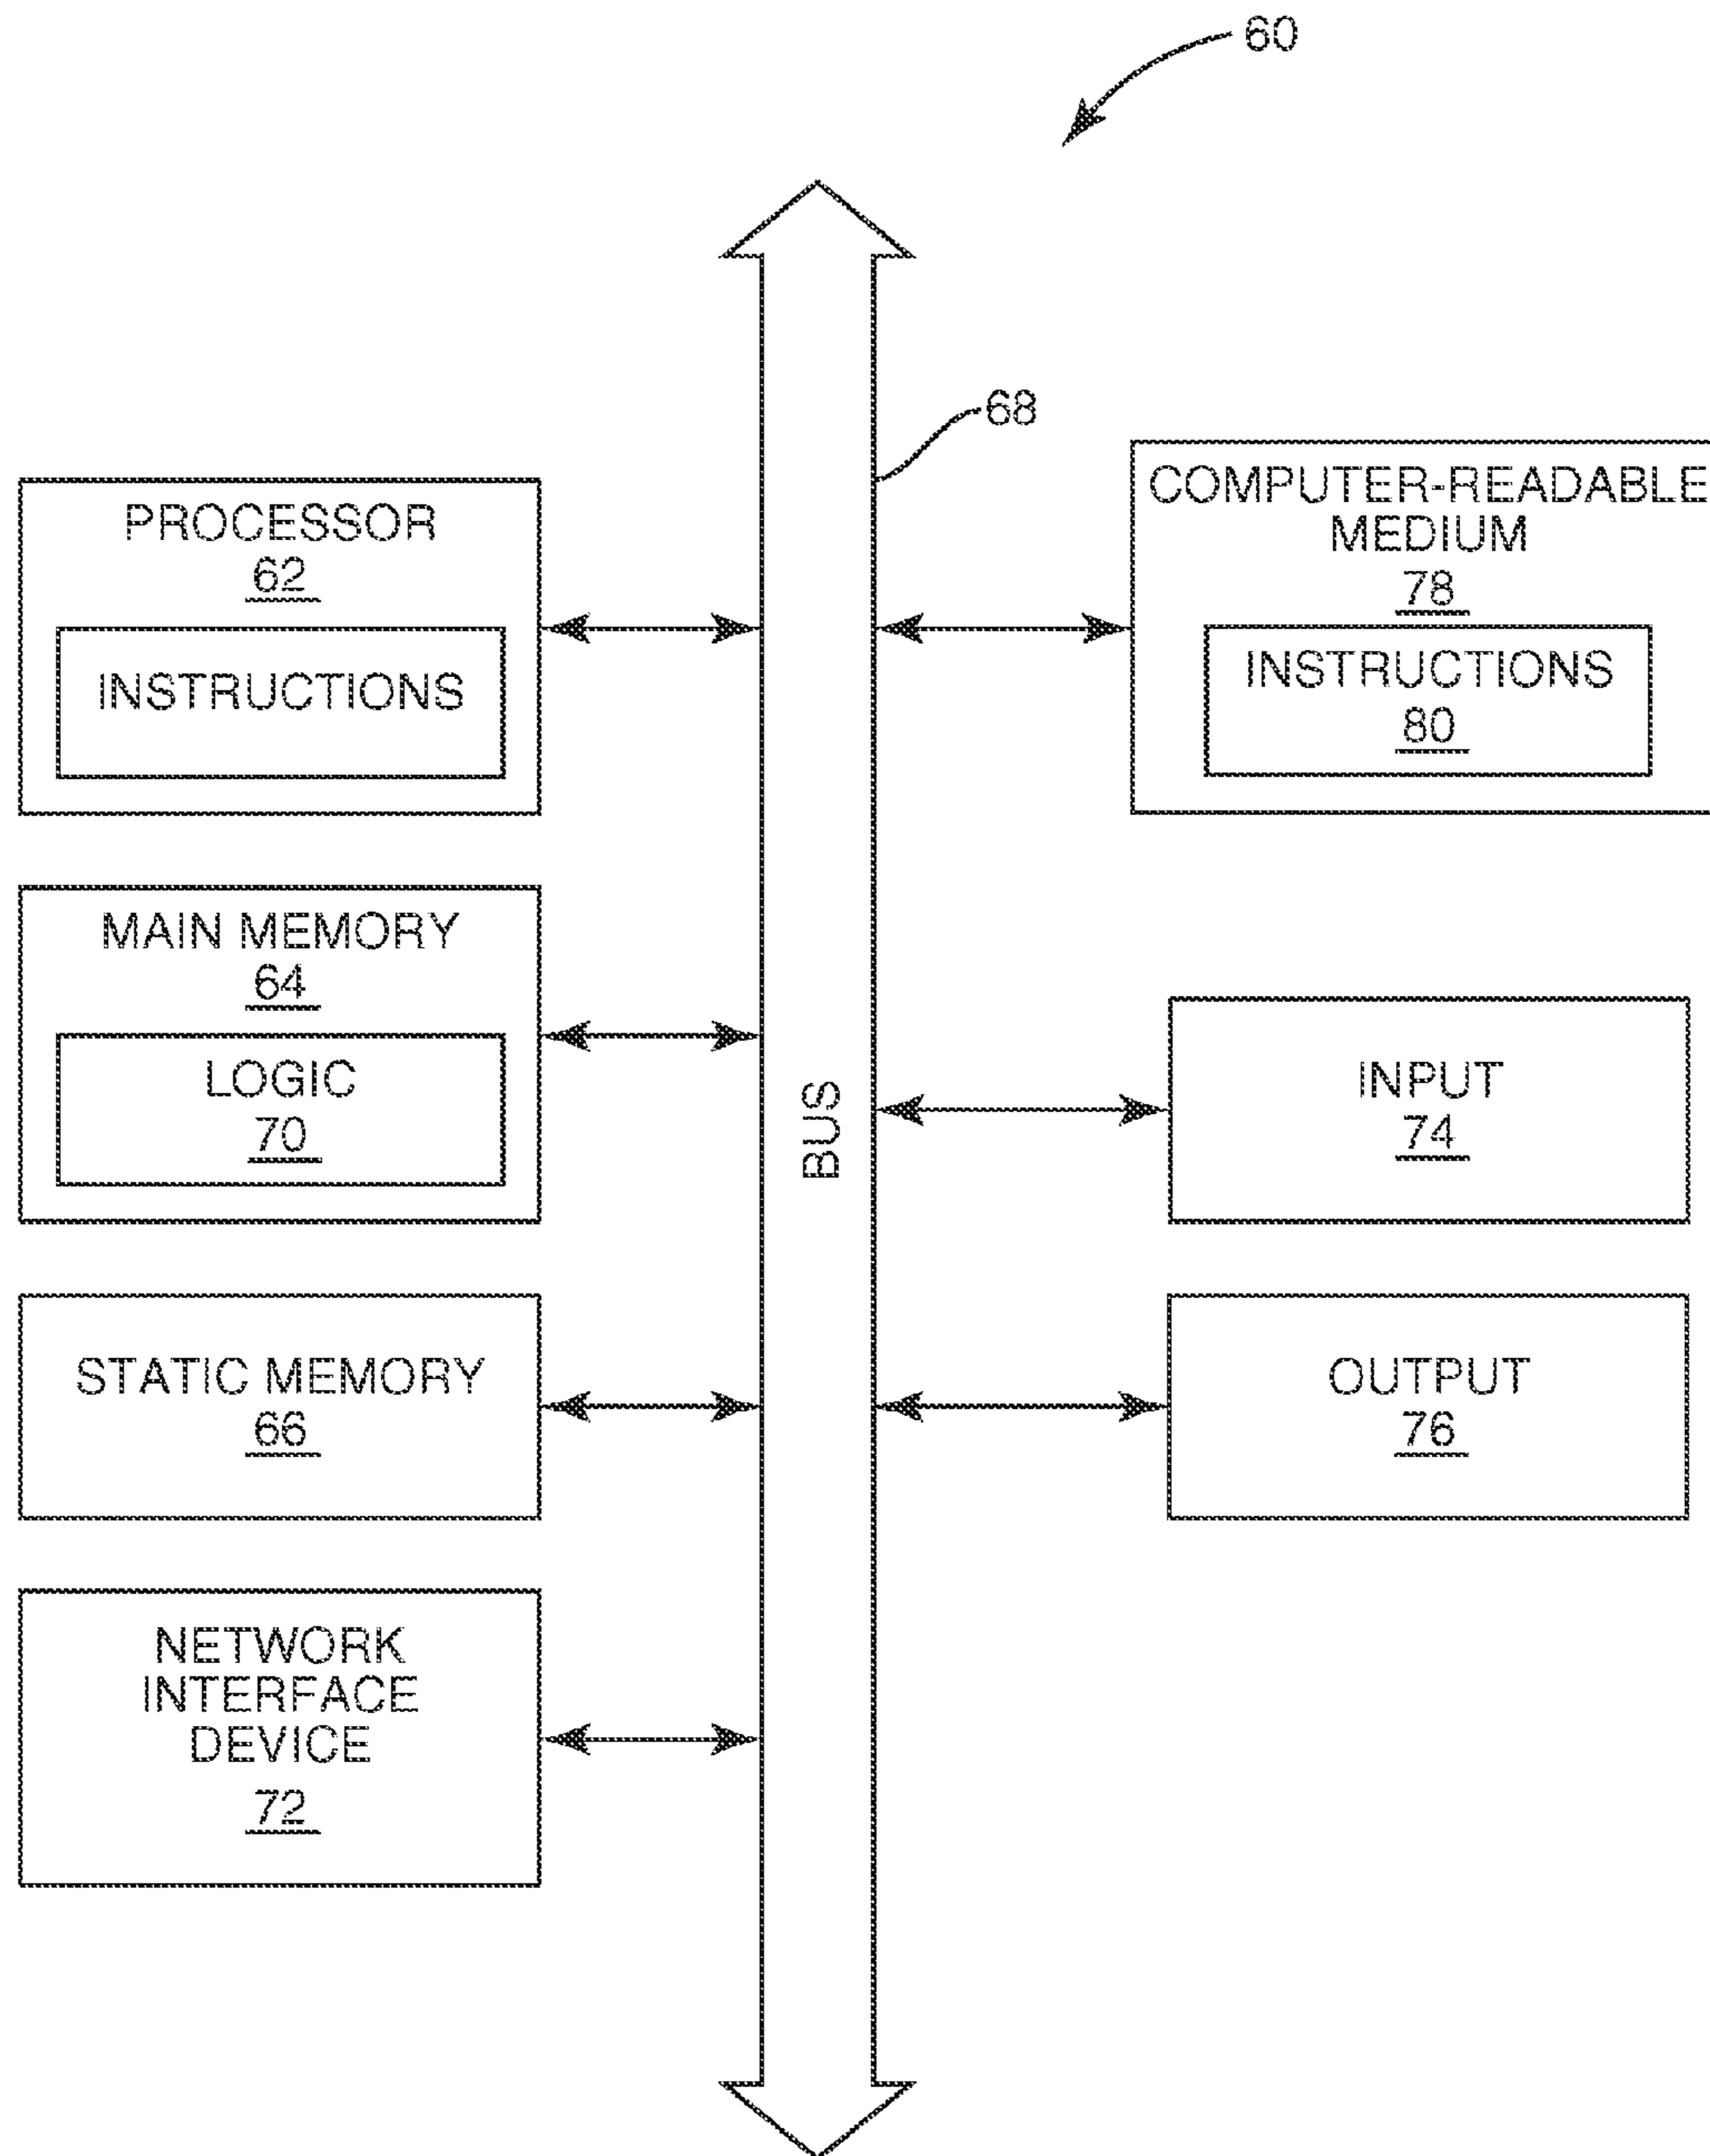 60
68
PROCESSOR
62
INSTRUCTIONS
COMPUTER-READABLE
MEDIUM
78
INSTRUCTIONS
80
MAIN MEMORY
64
LOGIC
70
BUS
INPUT
74
STATIC MEMORY
66
OUTPUT
76
NETWORK
INTERFACE
DEVICE
72